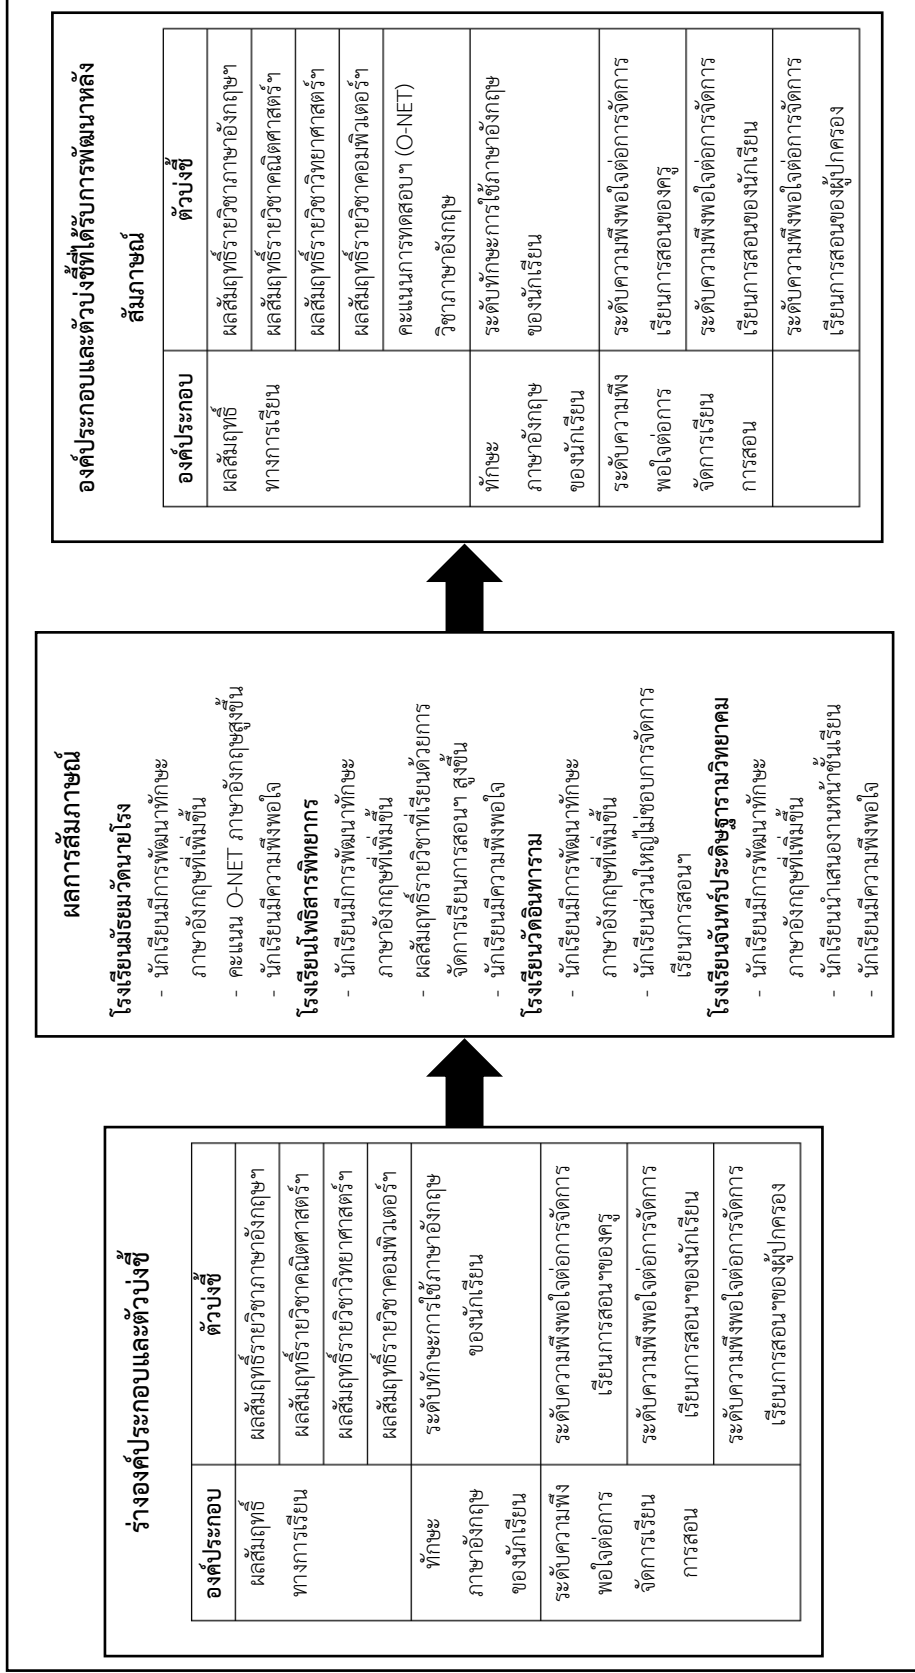 ร่างองค์ประกอบและตัวบ่งชี้
องค์ประกอบ
ตัวบ่งชี้
ผลสัมฤทธิ์
ทางการเรียน
ผลสัมฤทธิ์รายวิชาภาษาอังกฤษฯ
ผลสัมฤทธิ์รายวิชาคณิตศาสตร์ฯ
ผลสัมฤทธิ์รายวิชาวิทยาศาสตร์ฯ
ผลสัมฤทธิ์รายวิชาคอมพิวเตอร์ฯ
ทักษะ
ภาษาอังกฤษ
ของนักเรียน
ระดับทักษะการใช้ภาษาอังกฤษ
ของนักเรียน
ระดับความพึง
พอใจต่อการ
จัดการเรียน
การสอน
ระดับความพึงพอใจต่อการจัดการ
เรียนการสอนฯของครู
ระดับความพึงพอใจต่อการจัดการ
เรียนการสอนฯของนักเรียน
ระดับความพึงพอใจต่อการจัดการ
เรียนการสอนฯของผู้ปกครอง
ผลการสัมภาษณ์
โรงเรียนมัธยมวัดนายโรง
- นักเรียนมีการพัฒนาทักษะ
ภาษาอังกฤษที่เพิ่มขึ้น
- คะแนน O-NET ภาษาอังกฤษสูงขึ้น
- นักเรียนมีความพึงพอใจ
โรงเรียนโพธิสารพิทยากร
- นักเรียนมีการพัฒนาทักษะ
ภาษาอังกฤษที่เพิ่มขึ้น
- ผลสัมฤทธิ์รายวิชาที่เรียนด้วยการ
จัดการเรียนการสอนฯ สูงขึ้น
- นักเรียนมีความพึงพอใจ
โรงเรียนวัดอินทาราม
- นักเรียนมีการพัฒนาทักษะ
ภาษาอังกฤษที่เพิ่มขึ้น
- นักเรียนส่วนใหญ่ไม่ชอบการจัดการ
เรียนการสอนฯ
โรงเรียนจันทร์ประดิษฐารามวิทยาคม
- นักเรียนมีการพัฒนาทักษะ
ภาษาอังกฤษที่เพิ่มขึ้น
- นักเรียนนำเสนองานหน้าชั้นเรียน
- นักเรียนมีความพึงพอใจ
องค์ประกอบและตัวบ่งชี้ที่ได้รับการพัฒนาหลัง
สัมภาษณ์
องค์ประกอบ
ตัวบ่งชี้
ผลสัมฤทธิ์
ทางการเรียน
ผลสัมฤทธิ์รายวิชาภาษาอังกฤษฯ
ผลสัมฤทธิ์รายวิชาคณิตศาสตร์ฯ
ผลสัมฤทธิ์รายวิชาวิทยาศาสตร์ฯ
ผลสัมฤทธิ์รายวิชาคอมพิวเตอร์ฯ
คะแนนการทดสอบฯ (O-NET)
วิชาภาษาอังกฤษ
ทักษะ
ภาษาอังกฤษ
ของนักเรียน
ระดับทักษะการใช้ภาษาอังกฤษ
ของนักเรียน
ระดับความพึง
พอใจต่อการ
จัดการเรียน
การสอน
ระดับความพึงพอใจต่อการจัดการ
เรียนการสอนของครู
ระดับความพึงพอใจต่อการจัดการ
เรียนการสอนของนักเรียน
ระดับความพึงพอใจต่อการจัดการ
เรียนการสอนของผู้ปกครอง